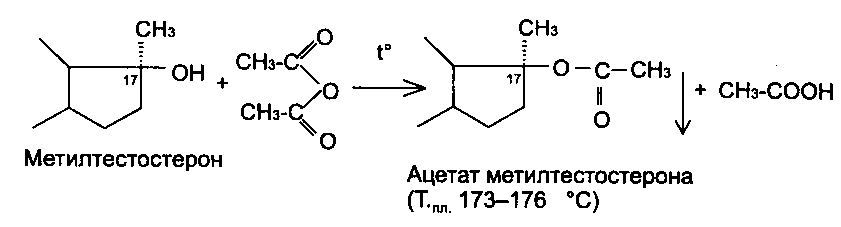 CH₃
CH₃
CH₃-C
O
t°
17
OH
+
O
17
O – C – CH₃
+ CH₃-COOH
CH₃-C
O
O
Метилтестостерон
Ацетат метилтестостерона
(Т.пл. 173–176 °C)